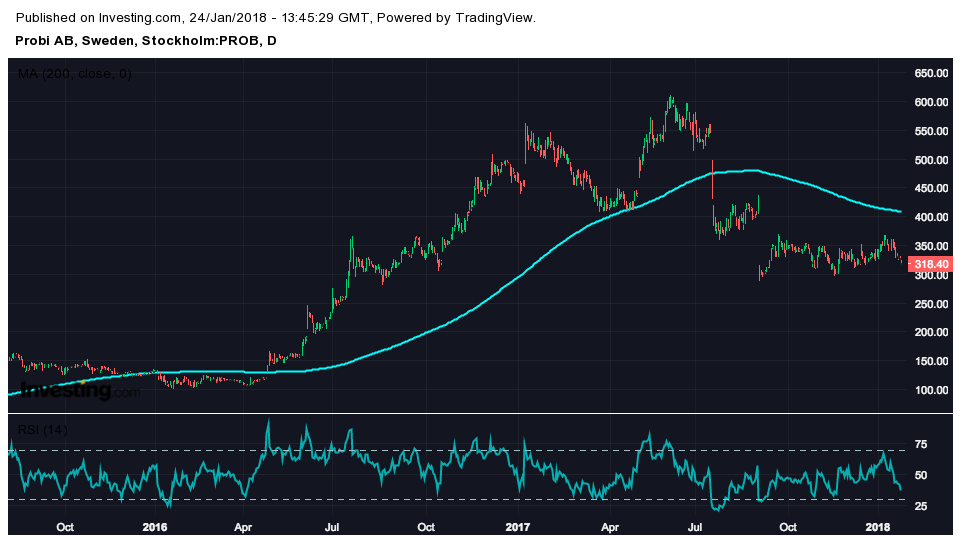 Published on Investing.com, 24/Jan/2018 - 13:45:29 GMT, Powered by TradingView.
Probi AB, Sweden, Stockholm:PROB, D
MA (200, close, 0)
650.00
600.00
550.00
500.00
450.00
400.00
350.00
318.40
300.00
250.00
200.00
150.00
100.00
Investing.com
RSI (14)
75
50
25
Oct 2016 Apr Jul Oct 2017 Apr Jul Oct 2018